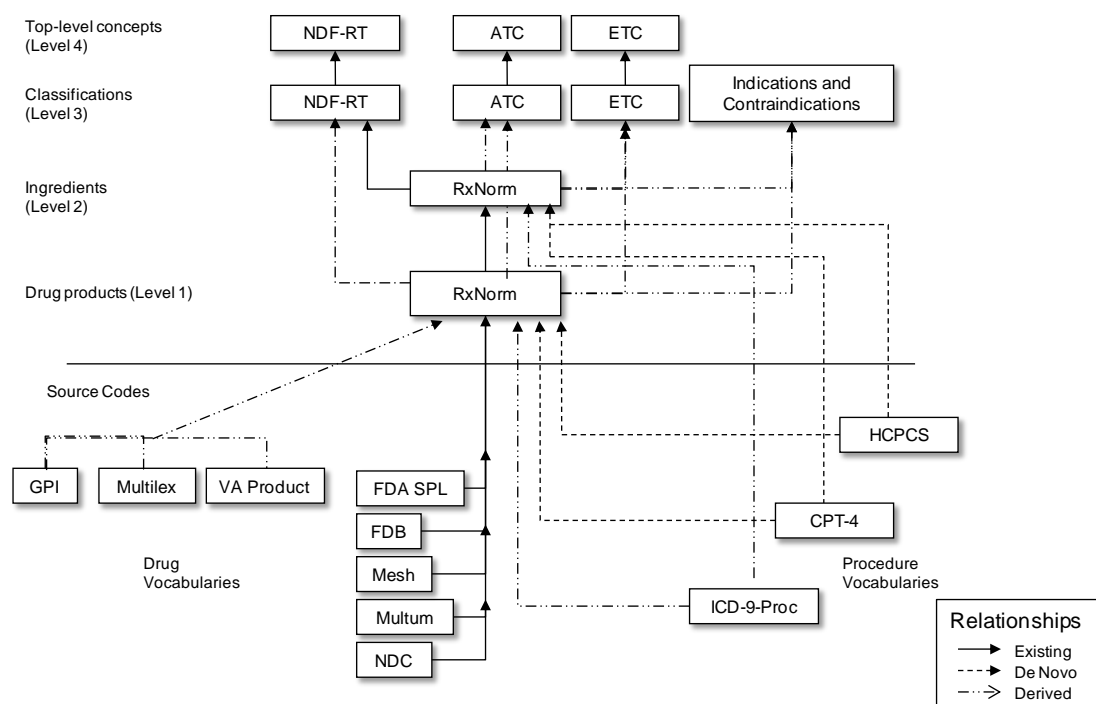 Top-level concepts
(Level 4)
NDF-RT
ATC
ETC
Classifications
(Level 3)
NDF-RT
ATC
ETC
Indications and
Contraindications
Ingredients
(Level 2)
RxNorm
Drug products (Level 1)
RxNorm
Source Codes
HCPCS
GPI
Multilex
VA Product
FDA SPL
CPT-4
FDB
Drug
Vocabularies
Procedure
Vocabularies
Mesh
ICD-9-Proc
Multum
NDC
Relationships
Existing
De Novo
Derived